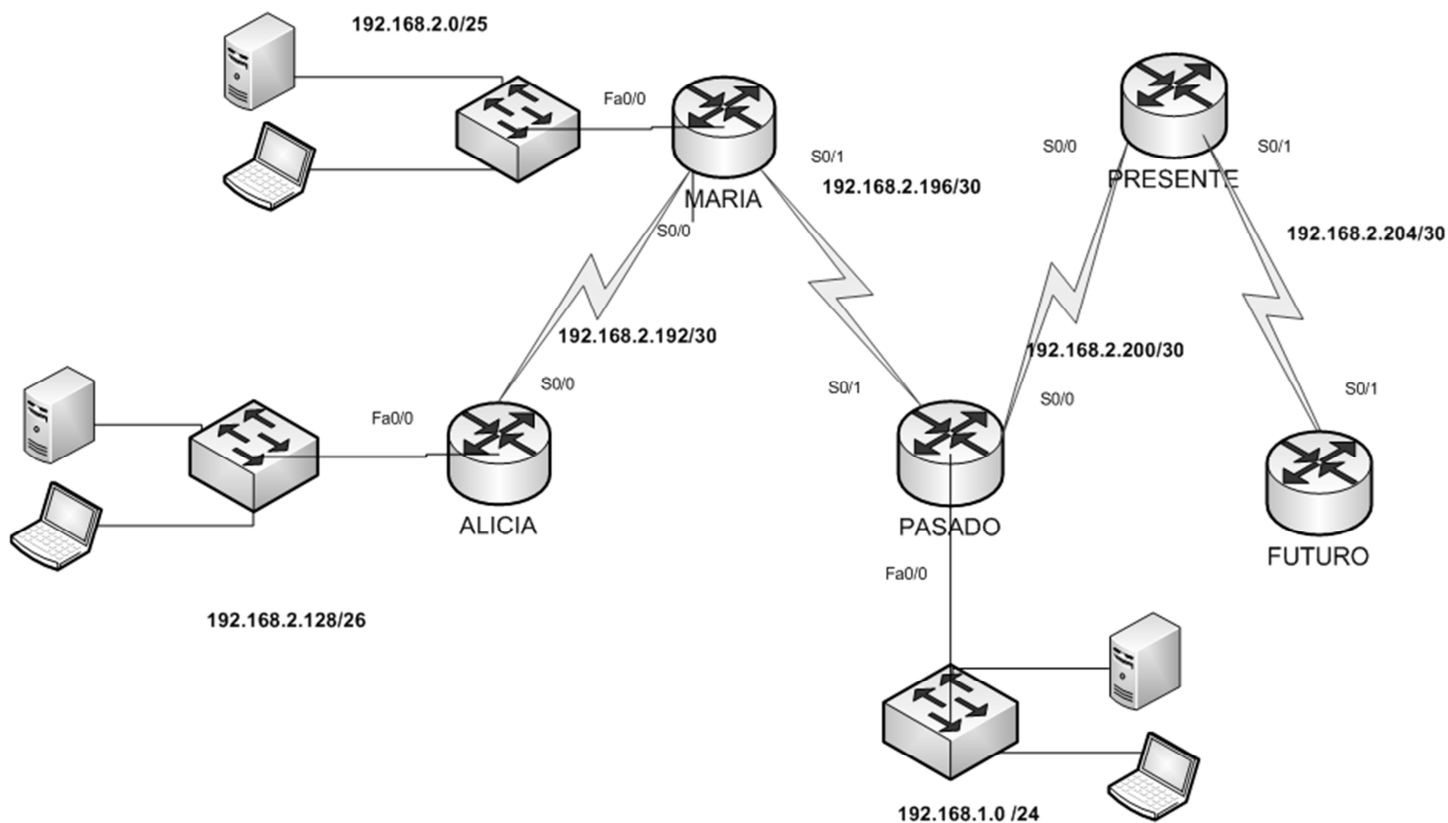 192.168.2.0/25
Fa0/0
MARIA
S0/1
192.168.2.196/30
S0/0
PRESENTE
S0/0
S0/1
192.168.2.204/30
192.168.2.192/30
192.168.2.200/30
S0/0
S0/1
S0/0
S0/1
Fa0/0
ALICIA
PASADO
FUTURO
Fa0/0
192.168.2.128/26
192.168.1.0 /24